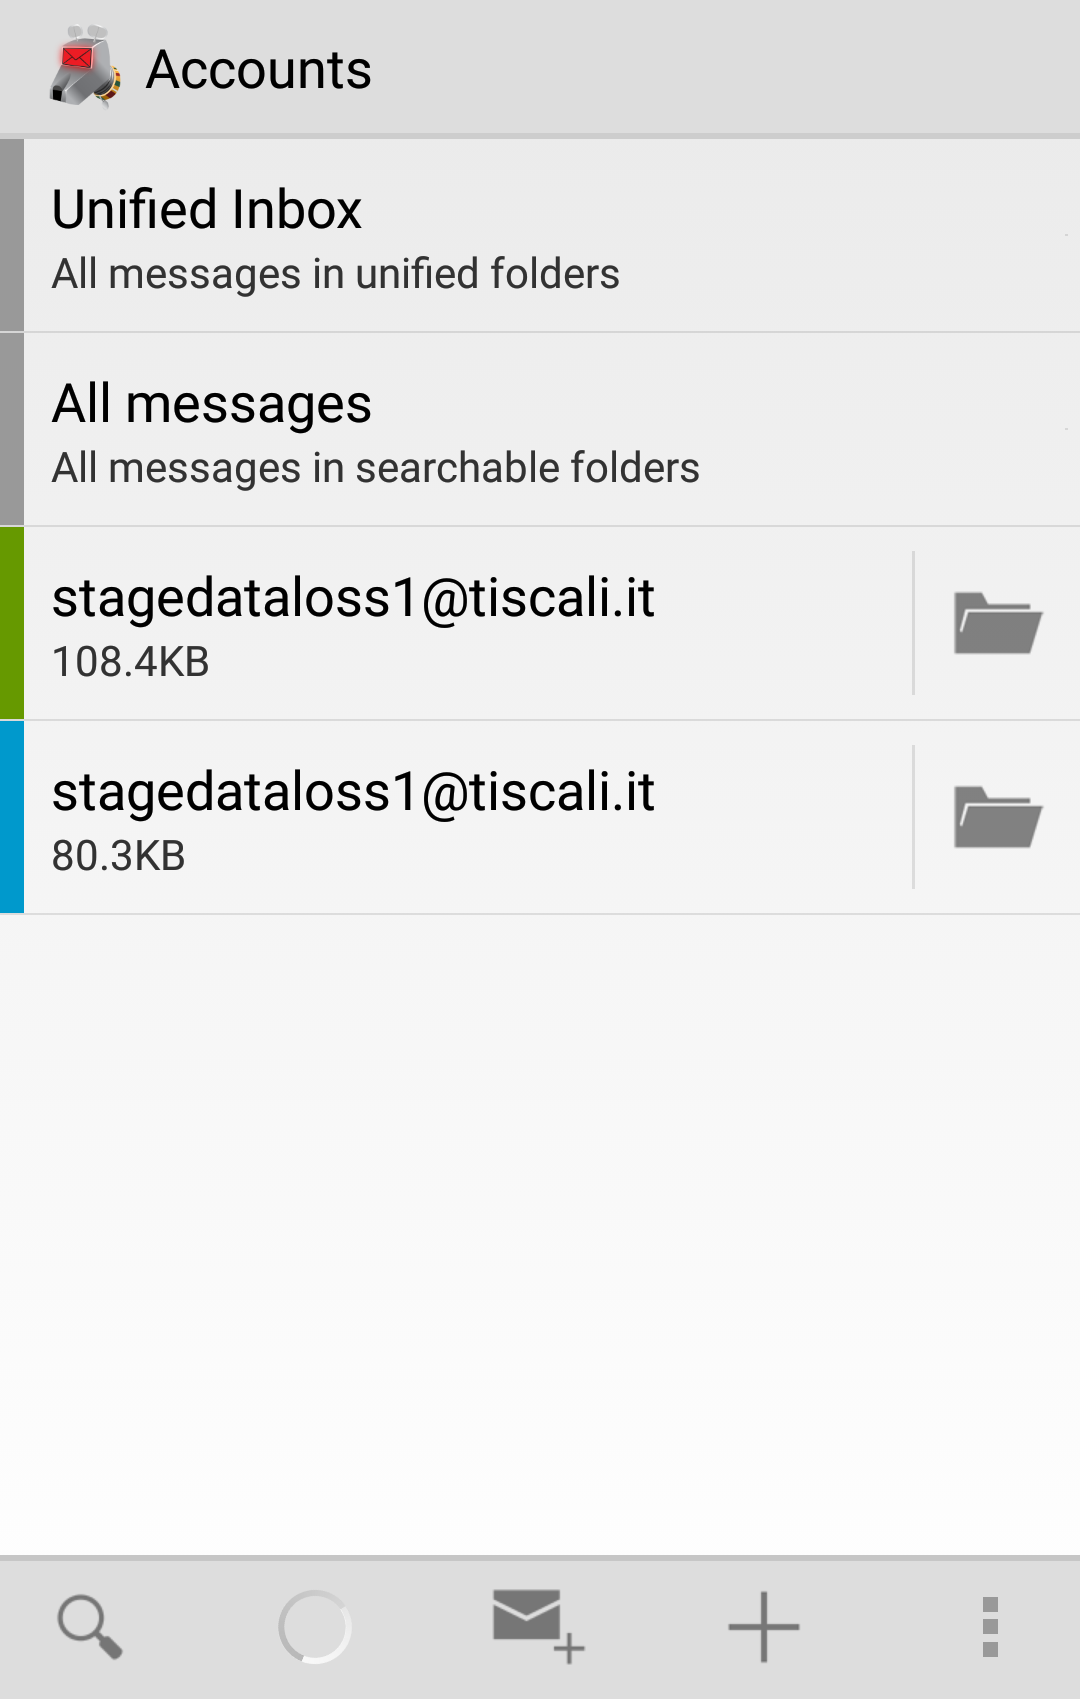 Accounts
Unified Inbox
All messages in unified folders
All messages
All messages in searchable folders
stagedataloss1@tiscali.it
108.4KB
stagedataloss1@tiscali.it
80.3KB